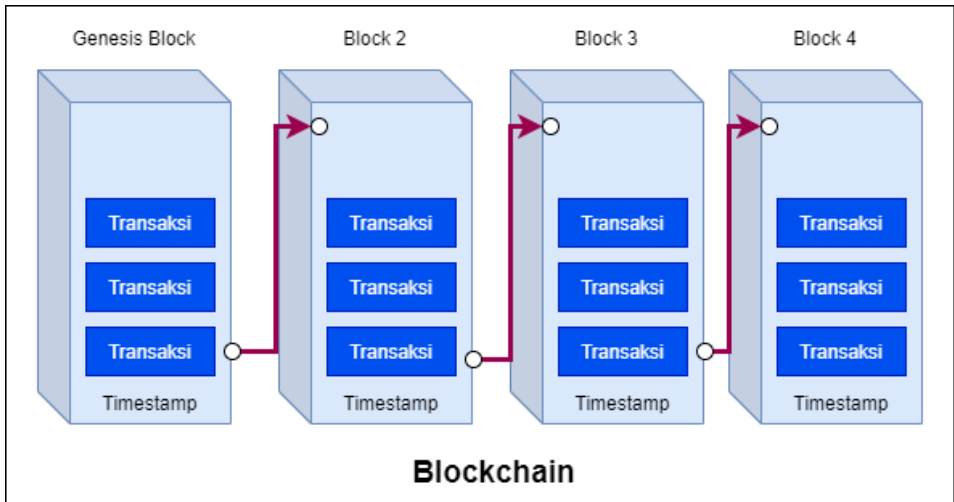 Genesis Block
Block 2
Block 3
Block 4
Transaksi
Transaksi
Transaksi
Transaksi
Transaksi
Transaksi
Transaksi
Transaksi
Transaksi
Transaksi
Transaksi
Transaksi
Timestamp
Timestamp
Timestamp
Timestamp
Blockchain